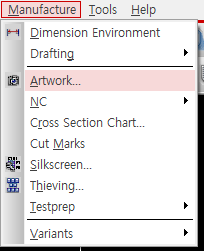 Manufacture Tools Help
Dimension Environment
Drafting
Artwork...
NC
Cross Section Chart...
Cut Marks
Silkscreen...
Thieving...
Testprep
Variants